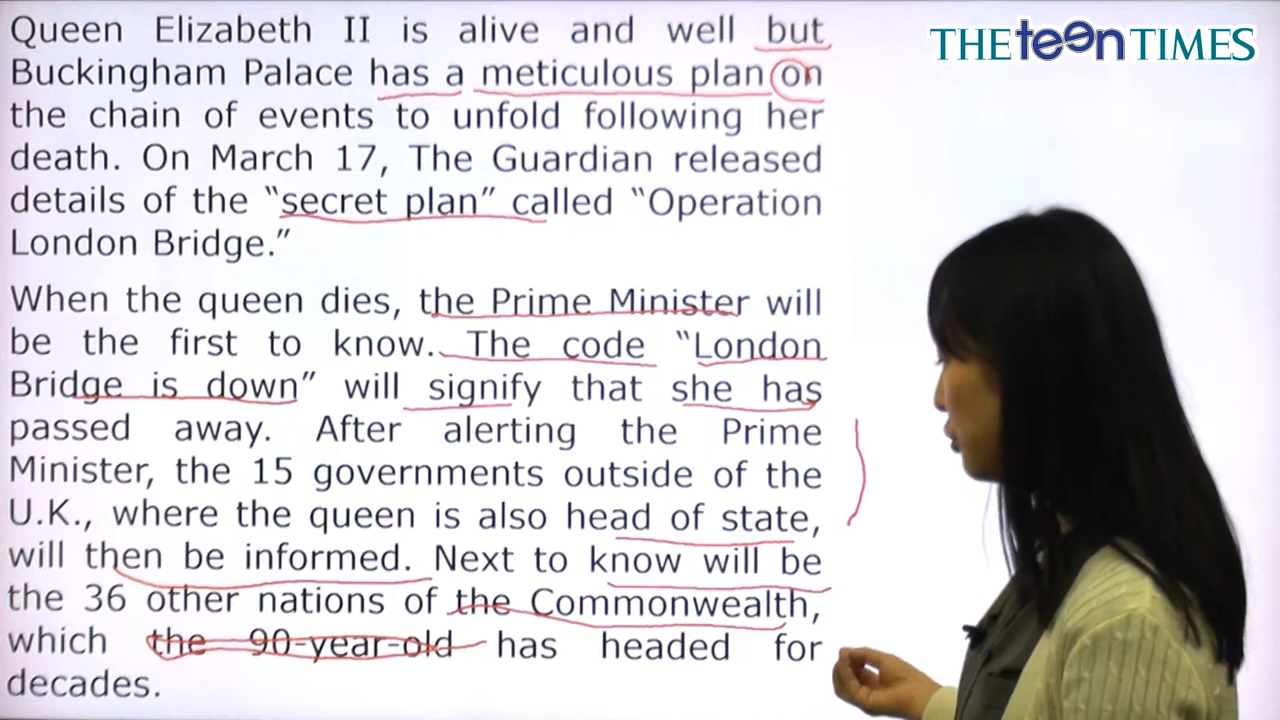 THE teen TIMES
Queen Elizabeth II is alive and well but
Buckingham Palace has a meticulous plan on
the chain of events to unfold following her
death. On March 17, The Guardian released
details of the “secret plan” called “Operation
London Bridge.”
When the queen dies, the Prime Minister will
be the first to know. The code “London
Bridge is down” will signify that she has
passed away. After alerting the Prime
Minister, the 15 governments outside of the
U.K., where the queen is also head of state,
will then be informed. Next to know will be
the 36 other nations of the Commonwealth,
which the 90-year-old has headed for
decades.